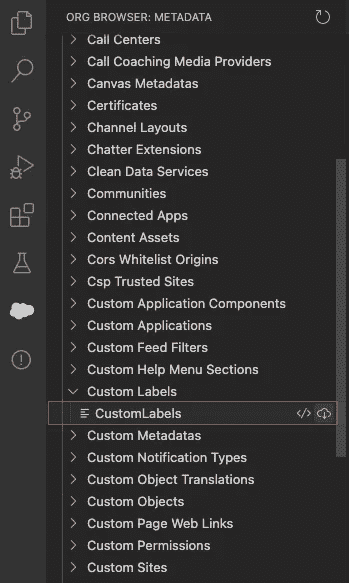 ORG BROWSER: METADATA
Call Centers
Call Coaching Media Providers
Canvas Metadatas
Certificates
Channel Layouts
Chatter Extensions
Clean Data Services
Communities
Connected Apps
Content Assets
Cors Whitelist Origins
Csp Trusted Sites
Custom Application Components
Custom Applications
Custom Feed Filters
Custom Help Menu Sections
Custom Labels
CustomLabels
Custom Metadatas
Custom Notification Types
Custom Object Translations
Custom Objects
Custom Page Web Links
Custom Permissions
Custom Sites